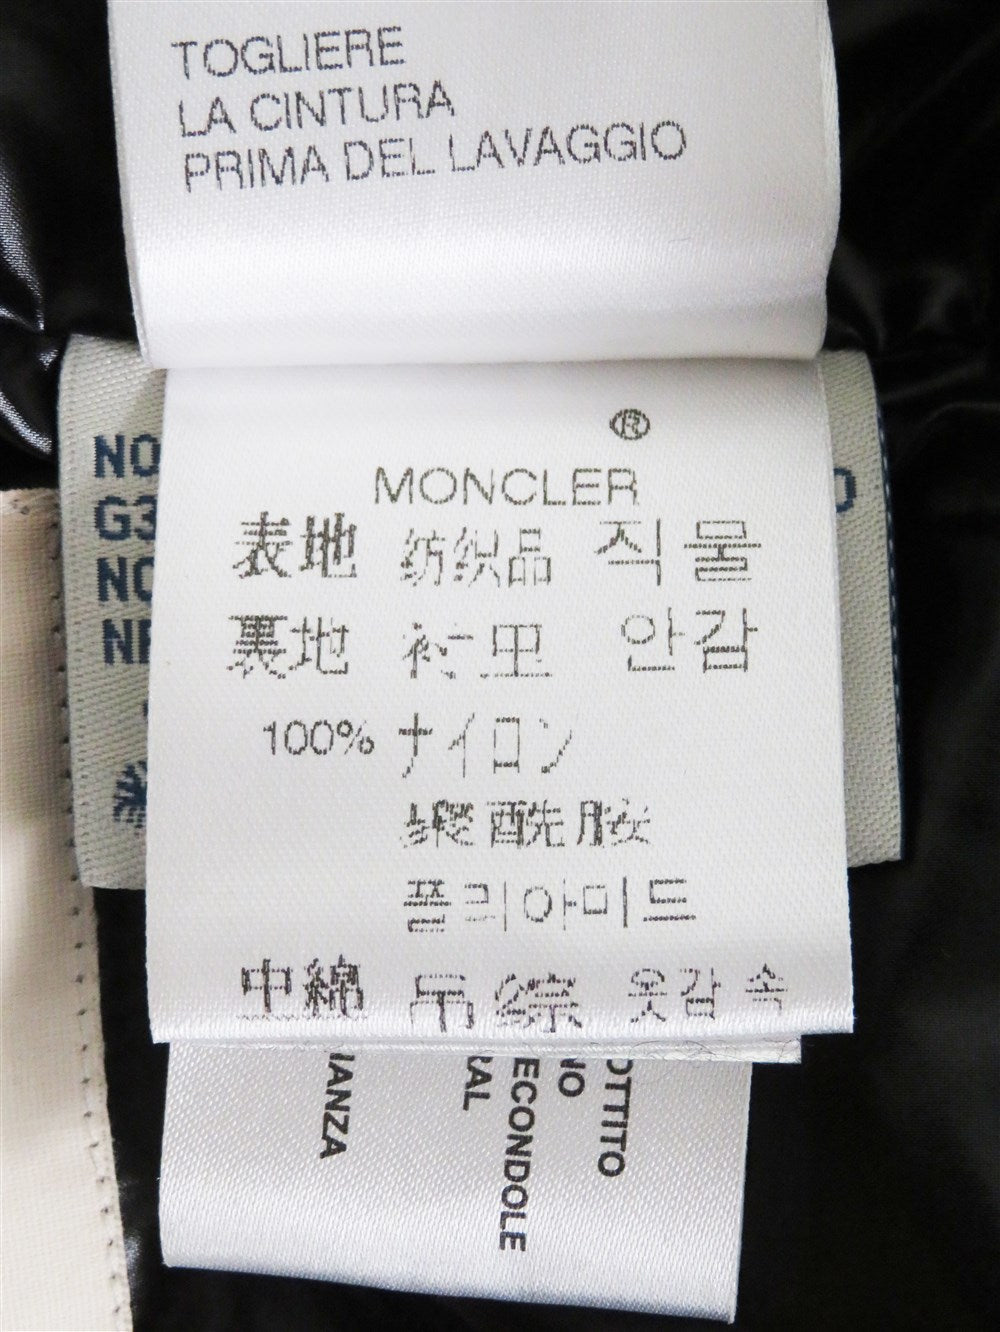 TOGLIERE
LA CINTURA
PRIMA DEL LAVAGGIO
®
MONCLER
表地 纺织品 직물
裏地 衬里 안감
100% ナイロン
聚酰胺
폴리아미드
中綿 옷감 속
NO
G3